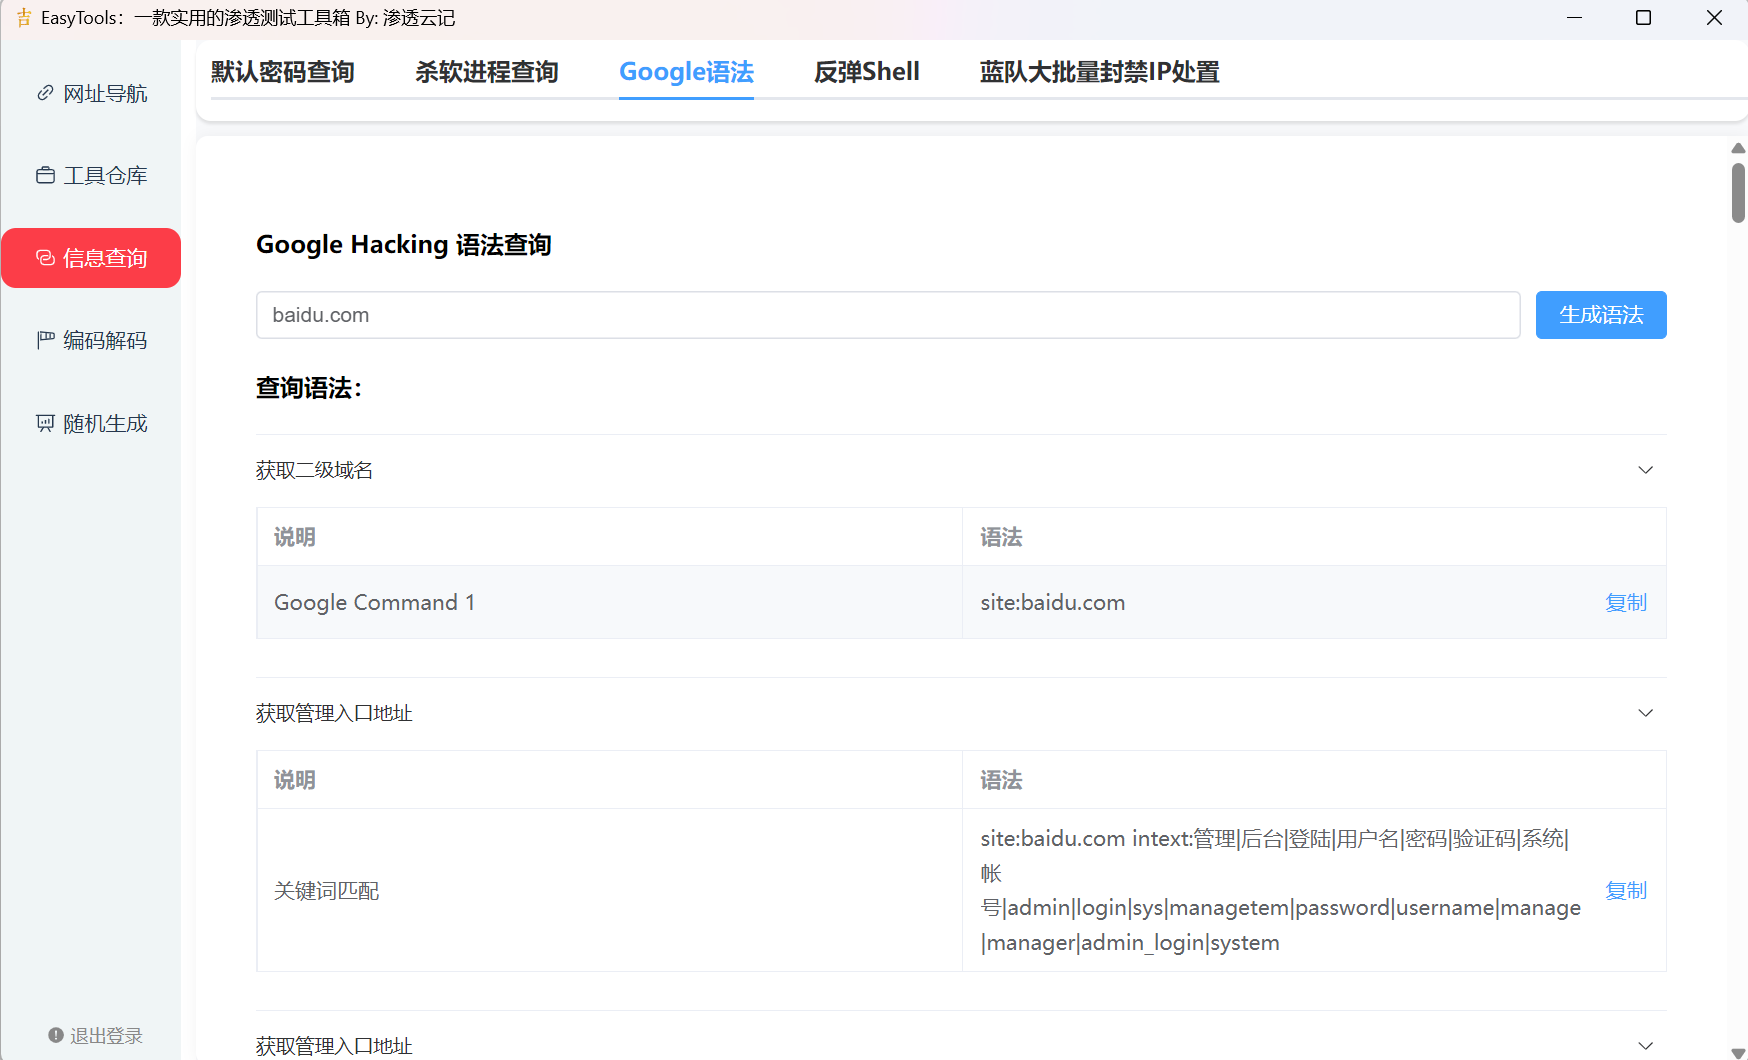 EasyTools：一款实用的渗透测试工具箱 By: 渗透云记
网址导航
工具仓库
信息查询
编码解码
随机生成
退出登录
默认密码查询 杀软进程查询 Google语法 反弹Shell 蓝队大批量封禁IP处置
Google Hacking 语法查询
baidu.com 生成语法
查询语法：
获取二级域名
说明 语法
Google Command 1 site:baidu.com 复制
获取管理入口地址
说明 语法
关键词匹配
site:baidu.com intext:管理|后台|登陆|用户名|密码|验证码|系统|
帐
号|admin|login|sys|managetem|password|username|manage
|manager|admin_login|system
复制
获取管理入口地址